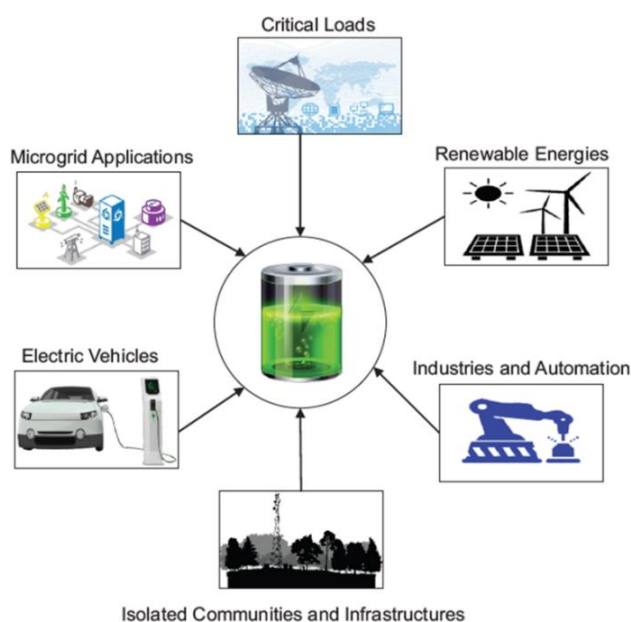 Critical Loads
Microgrid Applications
Renewable Energies
Electric Vehicles
Industries and Automation
Isolated Communities and Infrastructures